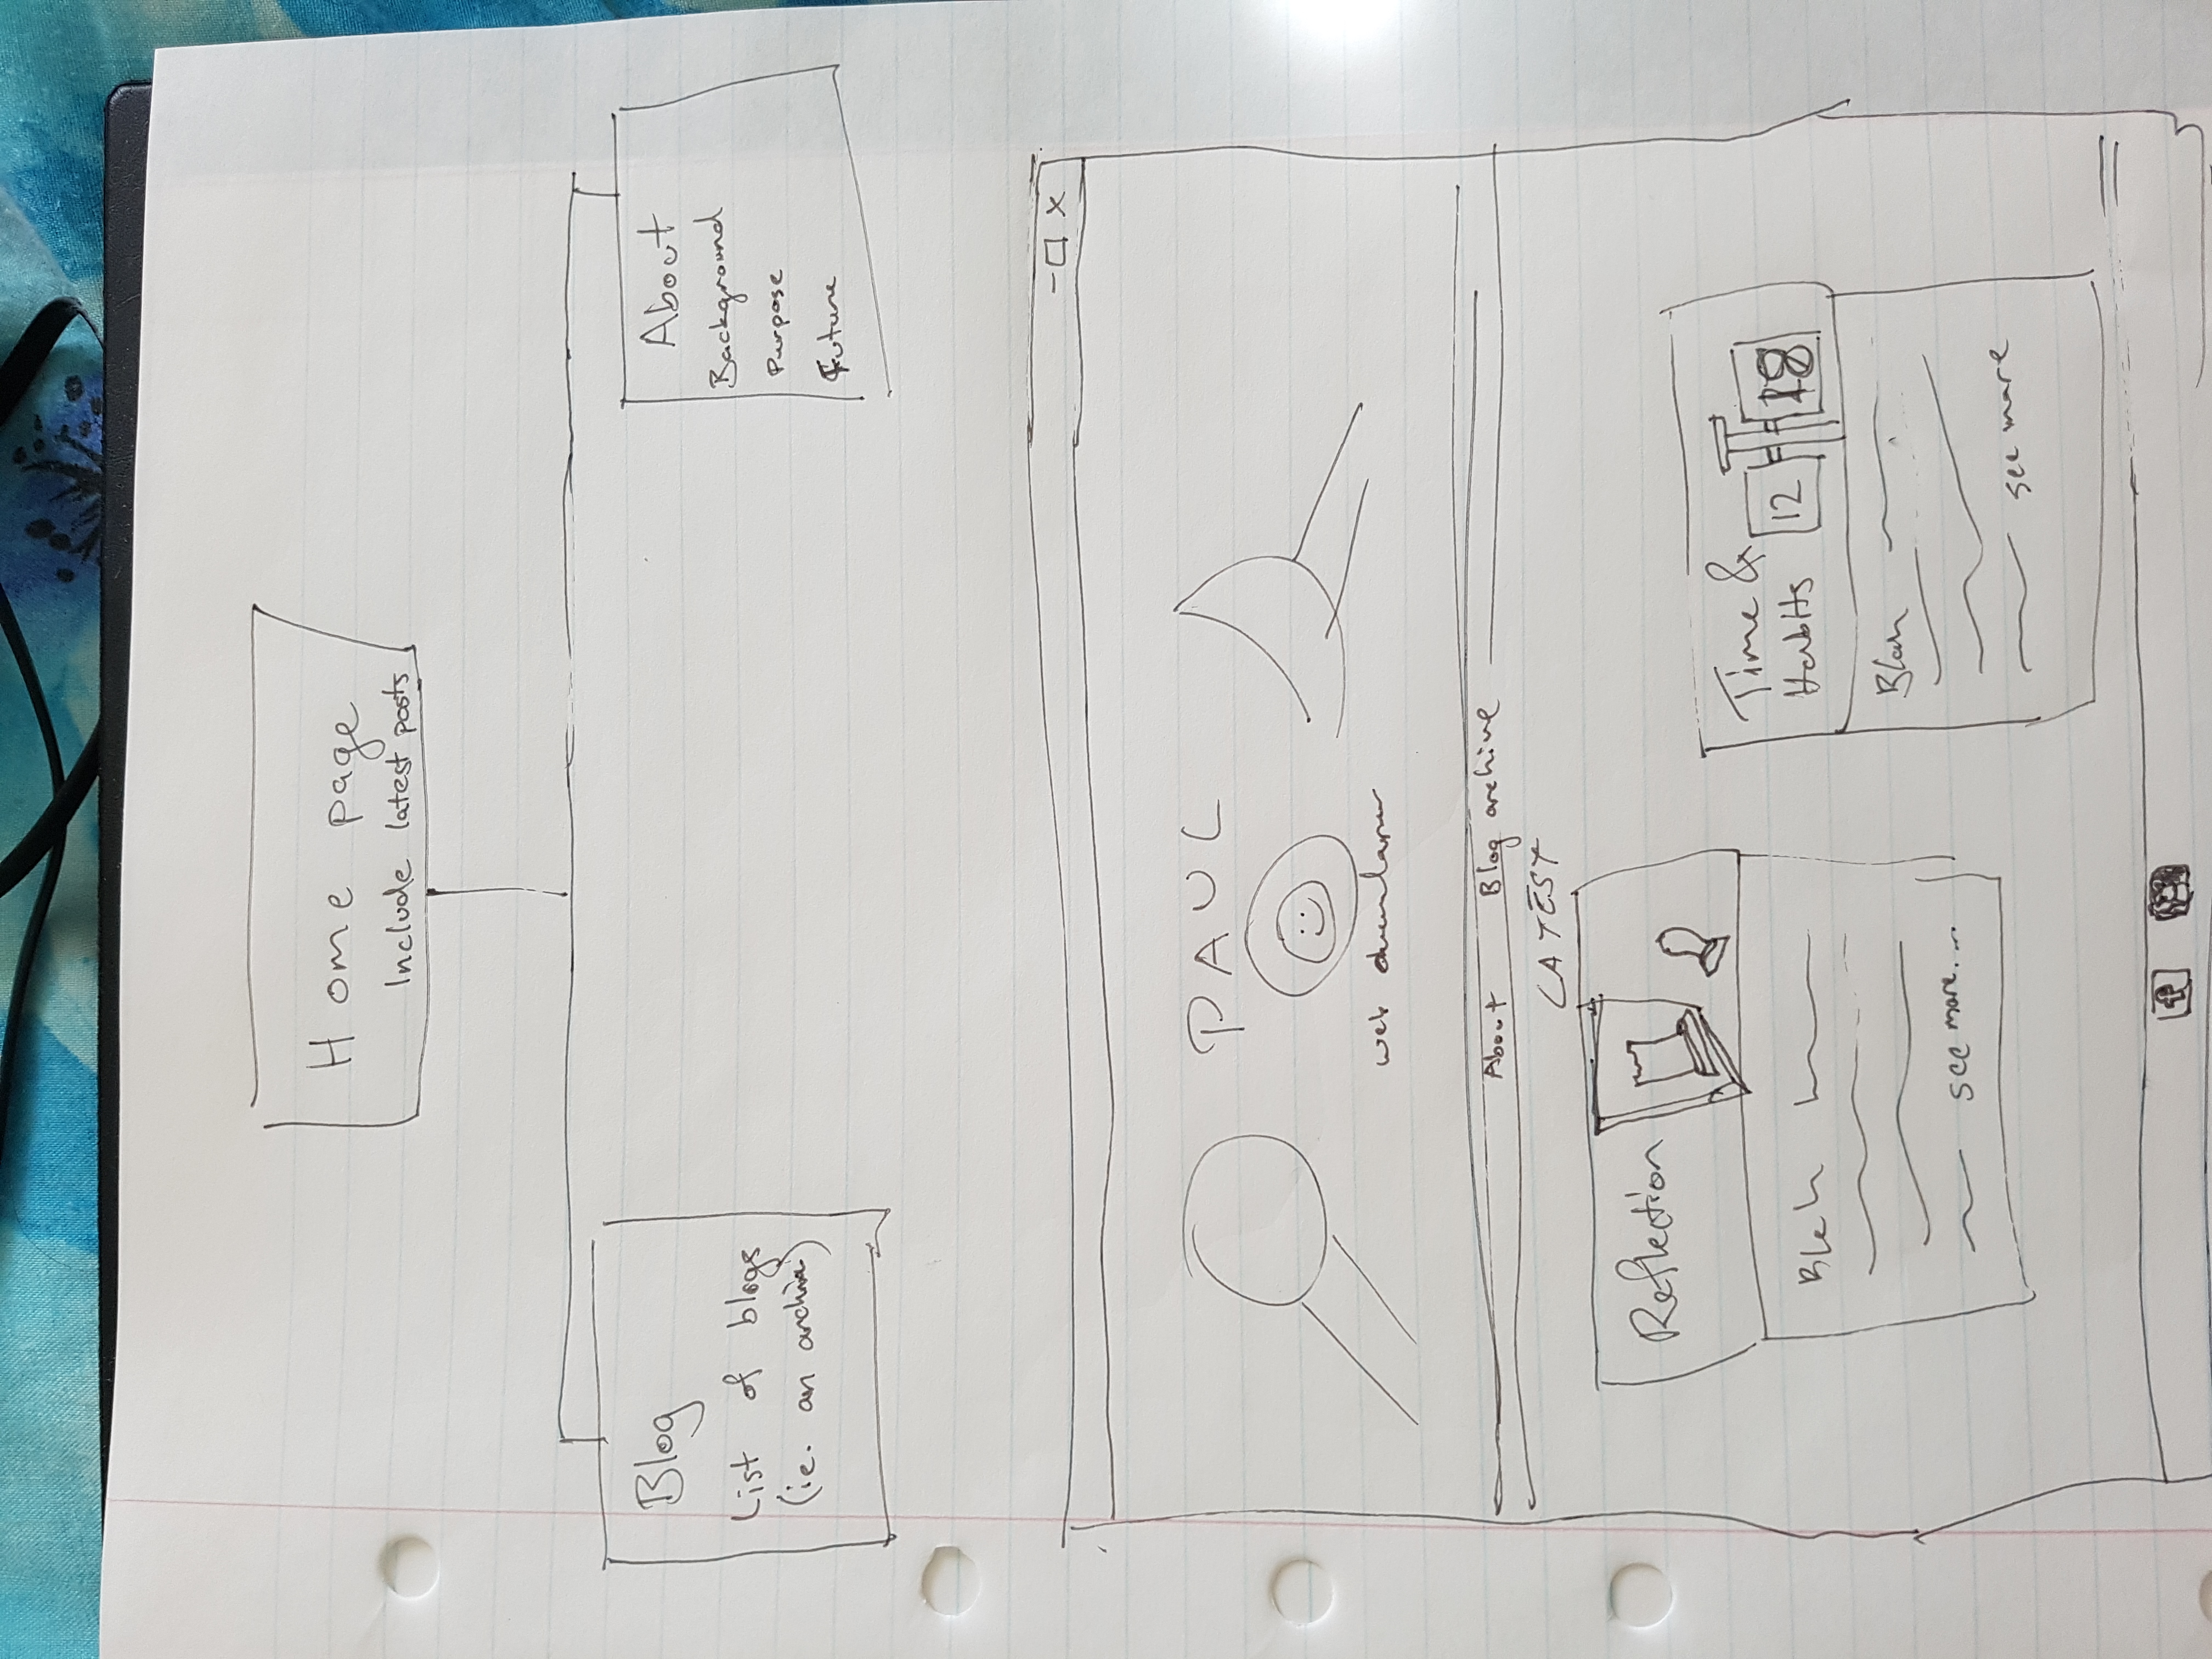 Home page
Include latest posts
Blog
List of blogs
(ie. an archive)
About
Background
Purpose
Future
- □ x
PAUL
web developer
About Blog archive
LATEST
Reflection
Blah
see more...
Time &
Habits
12
18
Blah
see more
f